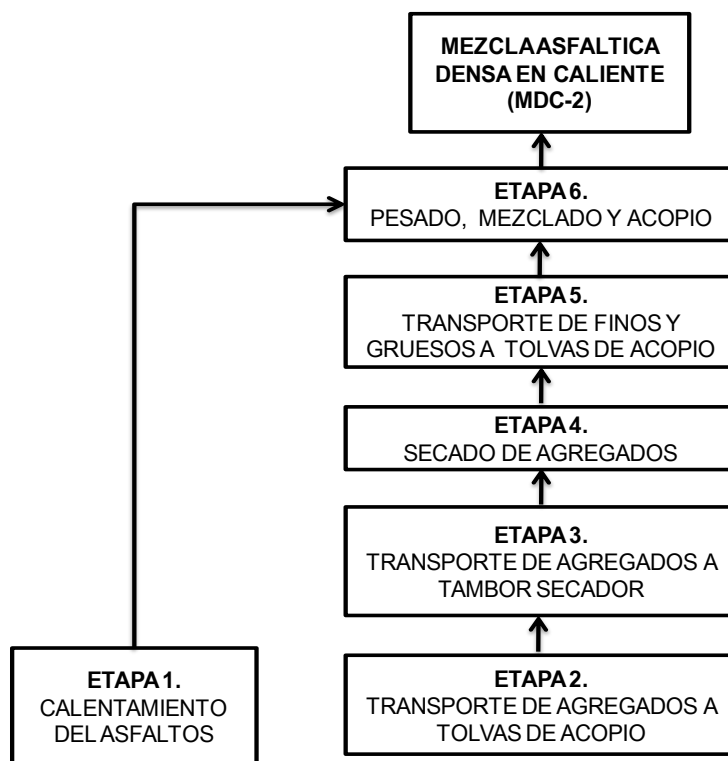 MEZCLAASFALTICA
DENSA EN CALIENTE
(MDC-2)
ETAPA 6.
PESADO, MEZCLADO Y ACOPIO
ETAPA 5.
TRANSPORTE DE FINOS Y
GRUESOS A TOLVAS DE ACOPIO
ETAPA 4.
SECADO DE AGREGADOS
ETAPA 3.
TRANSPORTE DE AGREGADOS A
TAMBOR SECADOR
ETAPA 1.
CALENTAMIENTO
DEL ASFALTOS
ETAPA 2.
TRANSPORTE DE AGREGADOS A
TOLVAS DE ACOPIO